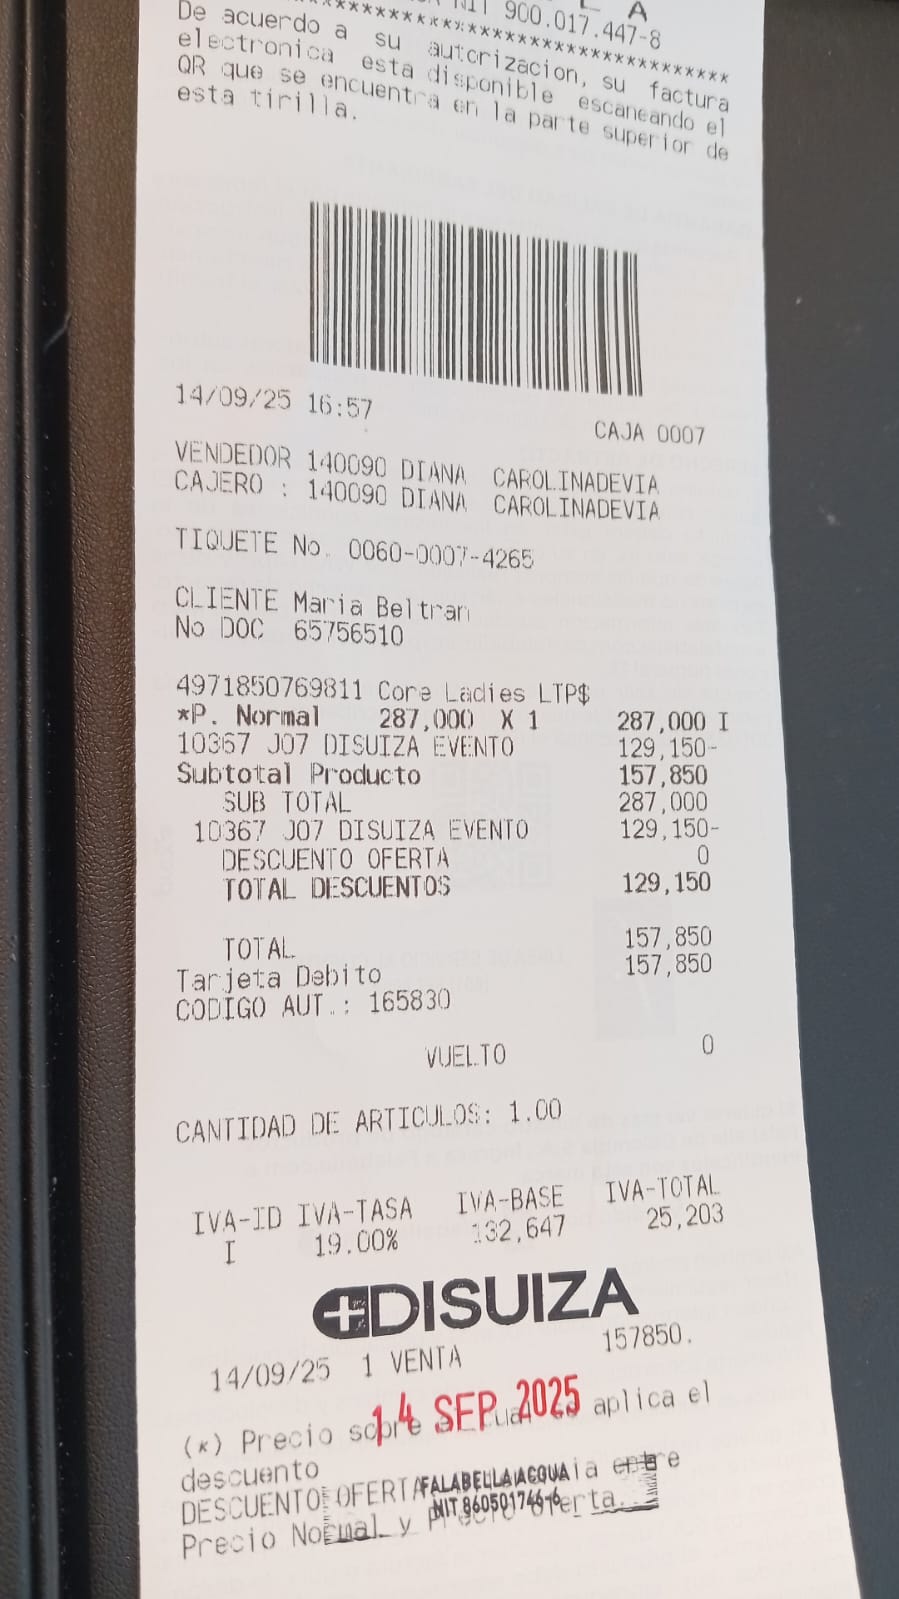 NIT 900.017.447-8
************************************
De acuerdo a su autorizacion, su factura
electronica esta disponible escaneando el
QR que se encuentra en la parte superior de
esta tirilla.
14/09/25 16:57
CAJA 0007
VENDEDOR 140090 DIANA CAROLINADEVIA
CAJERO : 140090 DIANA CAROLINADEVIA
TIQUETE No. 0060-0007-4265
CLIENTE Maria Beltran
No DOC 65756510
4971850769811 Core Ladies LTP$
*P. Normal 287,000 X 1 287,000 I
10367 J07 DISUIZA EVENTO 129,150-
Subtotal Producto 157,850
SUB TOTAL 287,000
10367 J07 DISUIZA EVENTO 129,150-
DESCUENTO OFERTA 0
TOTAL DESCUENTOS 129,150
TOTAL 157,850
Tarjeta Debito 157,850
CODIGO AUT.: 165830
VUELTO 0
CANTIDAD DE ARTICULOS: 1.00
IVA-ID IVA-TASA IVA-BASE IVA-TOTAL
I 19.00% 132,647 25,203
DISUIZA
14/09/25 1 VENTA 157850.
14 SEP 2025
(*) Precio sobre aplica el
descuento
DESCUENTO OFERTA entre
FALABELLA ACQUA
NIT 860501746-6
Precio Normal y Precio Oferta.